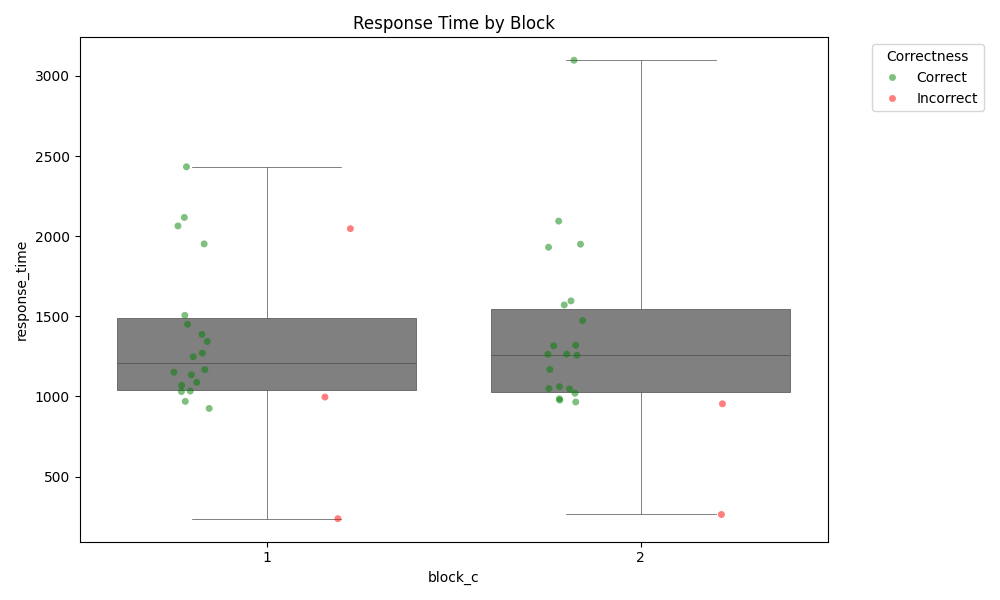 Response Time by Block
Correctness
Correct
Incorrect
3000
2500
2000
1500
1000
500
response_time
1
2
block_c